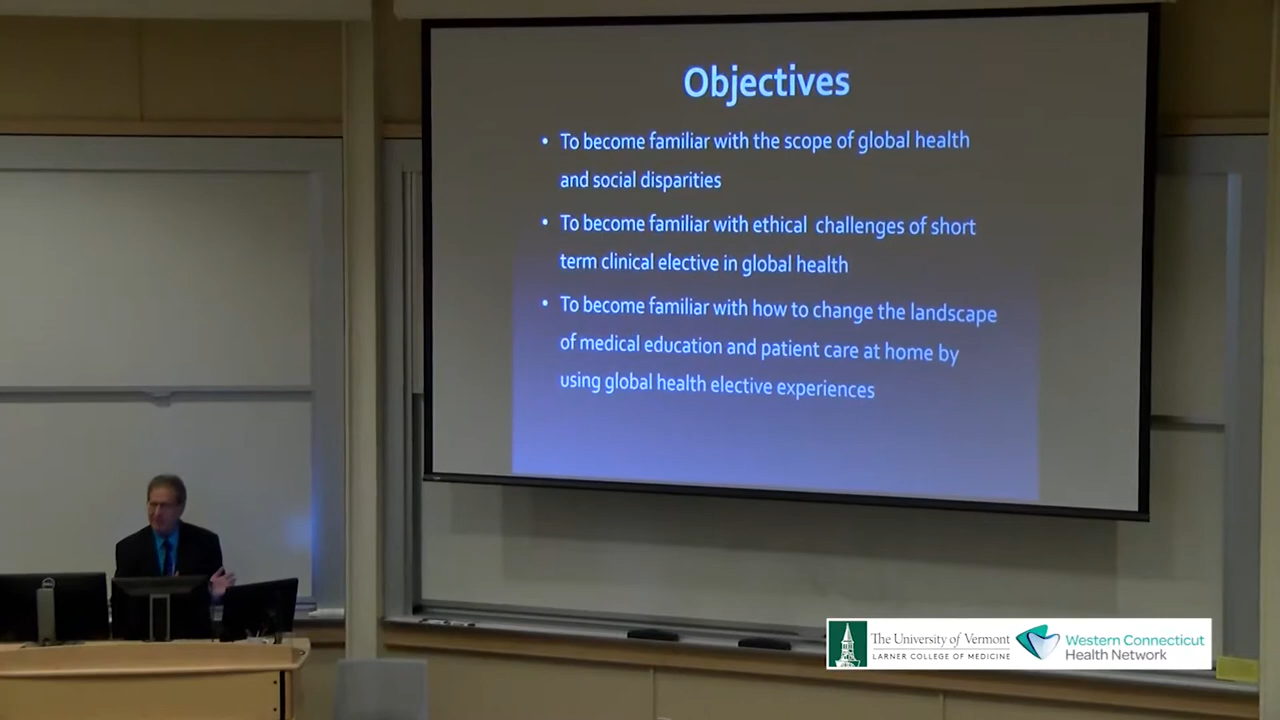 Objectives
• To become familiar with the scope of global health
and social disparities
• To become familiar with ethical challenges of short
term clinical elective in global health
• To become familiar with how to change the landscape
of medical education and patient care at home by
using global health elective experiences
The University of Vermont
LARNER COLLEGE OF MEDICINE
Western Connecticut
Health Network